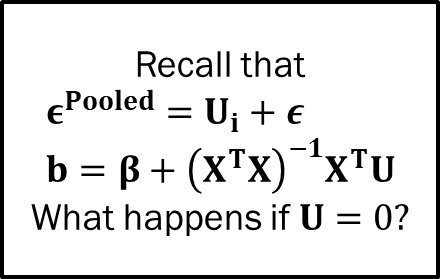 Recall that
ϵ^Pooled = U_i + ϵ
b = β + (X^T X)^−1 X^T U
What happens if U = 0?